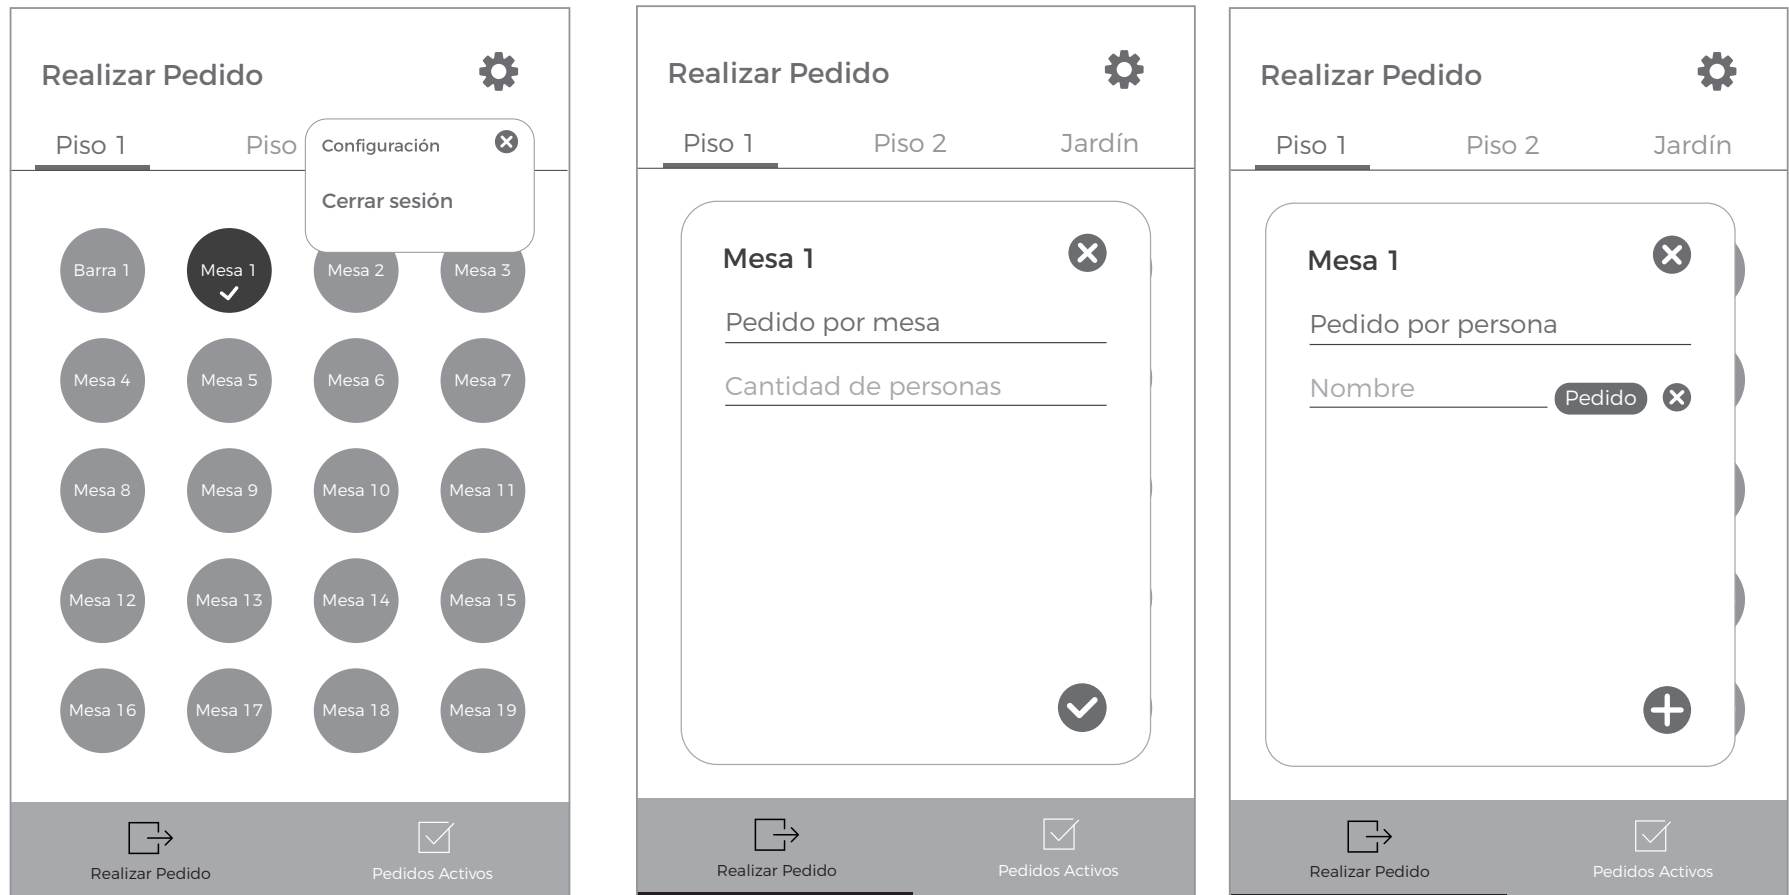 Realizar Pedido
Piso 1 Piso
Configuración
Cerrar sesión
Barra 1 Mesa 1 Mesa 2 Mesa 3
Mesa 4 Mesa 5 Mesa 6 Mesa 7
Mesa 8 Mesa 9 Mesa 10 Mesa 11
Mesa 12 Mesa 13 Mesa 14 Mesa 15
Mesa 16 Mesa 17 Mesa 18 Mesa 19
Realizar Pedido Pedidos Activos
Realizar Pedido
Piso 1 Piso 2 Jardín
Mesa 1
Pedido por mesa
Cantidad de personas
Realizar Pedido Pedidos Activos
Realizar Pedido
Piso 1 Piso 2 Jardín
Mesa 1
Pedido por persona
Nombre Pedido
Realizar Pedido Pedidos Activos